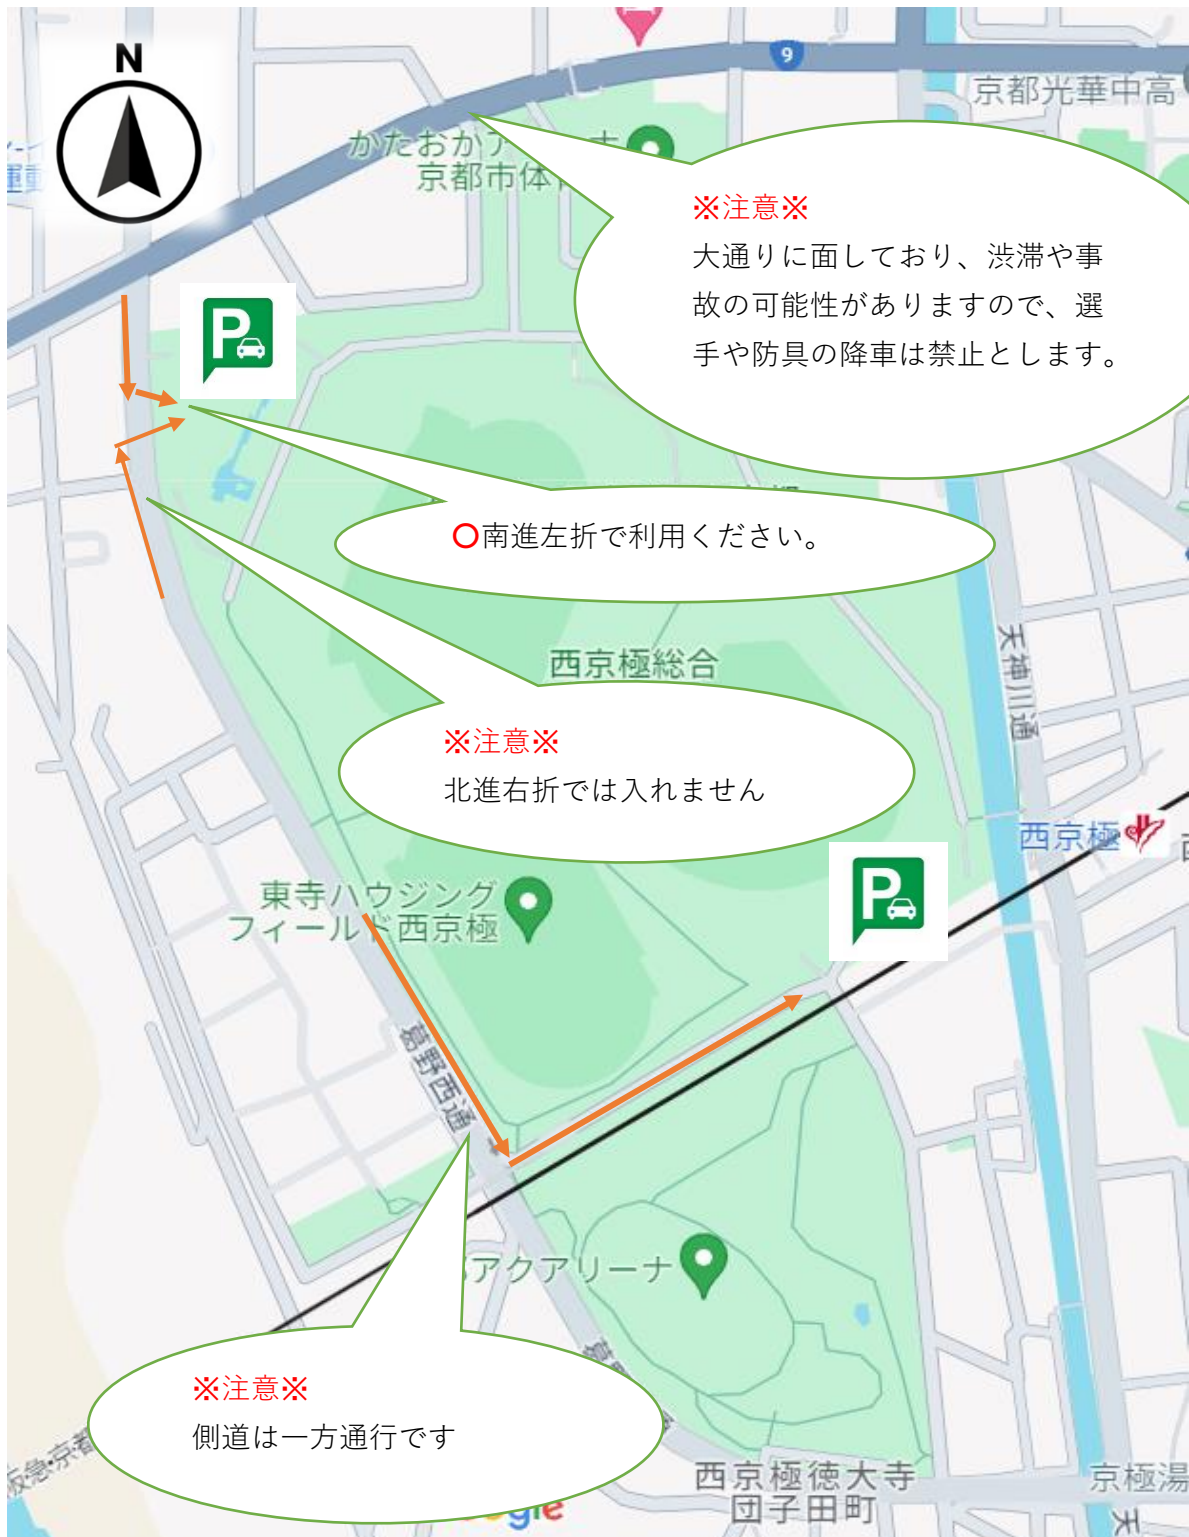 N
9
京都光華中高
かたおかア
京都市体
※注意※
大通りに面しており、渋滞や事
故の可能性がありますので、選
手や防具の降車は禁止とします。
P
〇南進左折で利用ください。
西京極総合
天神川通
※注意※
北進右折では入れません
西京極
東寺ハウジング
フィールド西京極
P
葛野西通
アクアリーナ
※注意※
側道は一方通行です
阪急・京都
西京極徳大寺
団子田町
京極湯
天
gle